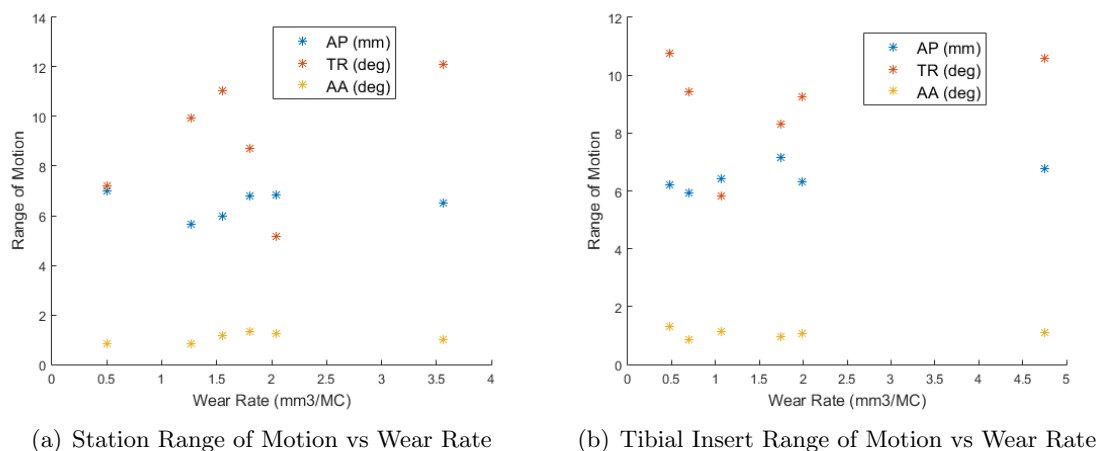 14
12
10
8
6
4
2
0
Range of Motion
AP (mm)
TR (deg)
AA (deg)
0 0.5 1 1.5 2 2.5 3 3.5 4
Wear Rate (mm3/MC)
(a) Station Range of Motion vs Wear Rate
12
10
8
6
4
2
0
Range of Motion
AP (mm)
TR (deg)
AA (deg)
0 0.5 1 1.5 2 2.5 3 3.5 4 4.5 5
Wear Rate (mm3/MC)
(b) Tibial Insert Range of Motion vs Wear Rate